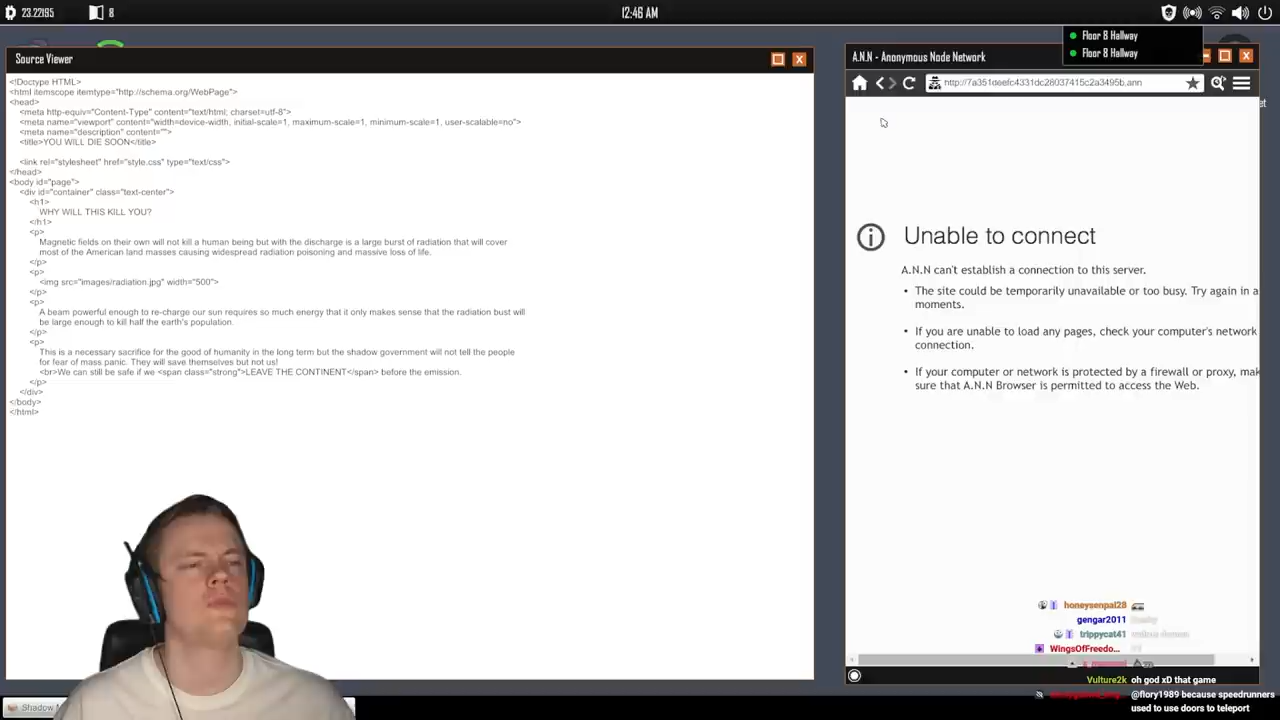 23.22195
8
12:46 AM
Floor 8 Hallway
Floor 8 Hallway
Source Viewer
<!Doctype HTML>
<html itemscope itemtype="http://schema.org/WebPage">
<head>
<meta http-equiv="Content-Type" content="text/html; charset=utf-8">
<meta name="viewport" content="width=device-width, initial-scale=1, maximum-scale=1, minimum-scale=1, user-scalable=no">
<meta name="description" content="">
<title>YOU WILL DIE SOON</title>
<link rel="stylesheet" href="style.css" type="text/css">
</head>
<body id="page">
<div id="container" class="text-center">
<h1>
WHY WILL THIS KILL YOU?
</h1>
<p>
Magnetic fields on their own will not kill a human being but with the discharge is a large burst of radiation that will cover
most of the American land masses causing widespread radiation poisoning and massive loss of life.
</p>
<p>
<img src="images/radiation.jpg" width="500">
</p>
<p>
A beam powerful enough to re-charge our sun requires so much energy that it only makes sense that the radiation bust will
be large enough to kill half the earth's population.
</p>
<p>
This is a necessary sacrifice for the good of humanity in the long term but the shadow government will not tell the people
for fear of mass panic. They will save themselves but not us!
<br>We can still be safe if we <span class="strong">LEAVE THE CONTINENT</span> before the emission.
</p>
</div>
</body>
</html>
A.N.N - Anonymous Node Network
http://7a351deefc4331dc28037415c2a3495b.ann
Unable to connect
A.N.N can't establish a connection to this server.
• The site could be temporarily unavailable or too busy. Try again in a
moments.
• If you are unable to load any pages, check your computer's network
connection.
• If your computer or network is protected by a firewall or proxy, mak
sure that A.N.N Browser is permitted to access the Web.
honeysenpai28
gengar2011
trippycat41
WingsOfFreedo...
Vulture2k oh god xD that game
@flory1989 because speedrunners
used to use doors to teleport
Shadow